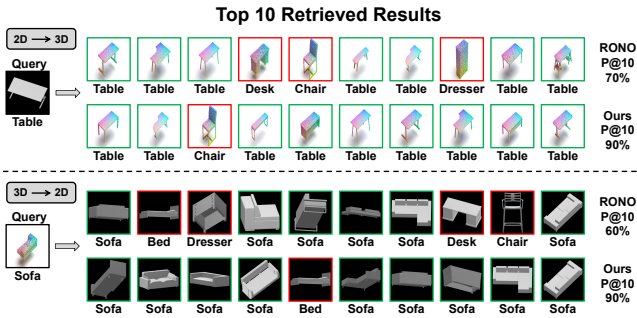 Top 10 Retrieved Results
2D → 3D
Query
Table
Table Table Table Desk Chair Table Table Dresser Table Table
RONO
P@10
70%
Table Table Chair Table Table Table Table Table Table Table
Ours
P@10
90%
3D → 2D
Query
Sofa
Sofa Bed Dresser Sofa Sofa Sofa Sofa Desk Chair Sofa
RONO
P@10
60%
Sofa Sofa Sofa Sofa Bed Sofa Sofa Sofa Sofa Sofa
Ours
P@10
90%